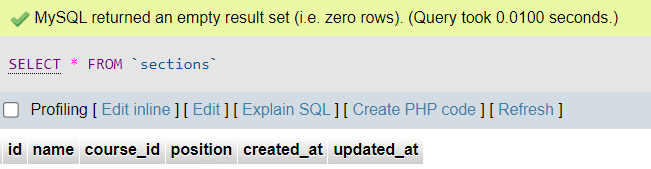 MySQL returned an empty result set (i.e. zero rows). (Query took 0.0100 seconds.)
SELECT * FROM `sections`
Profiling [ Edit inline ] [ Edit ] [ Explain SQL ] [ Create PHP code ] [ Refresh ]
id name course_id position created_at updated_at